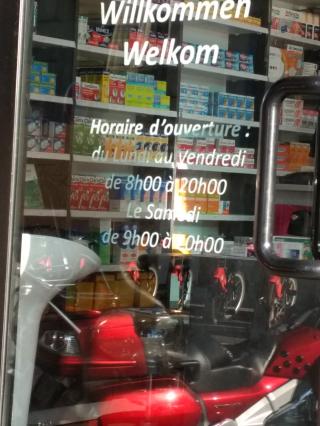 Willkommen
Welkom
Horaire d'ouverture :
du Lundi au Vendredi
de 8h00 à 20h00
Le Samedi
de 9h00 à 20h00